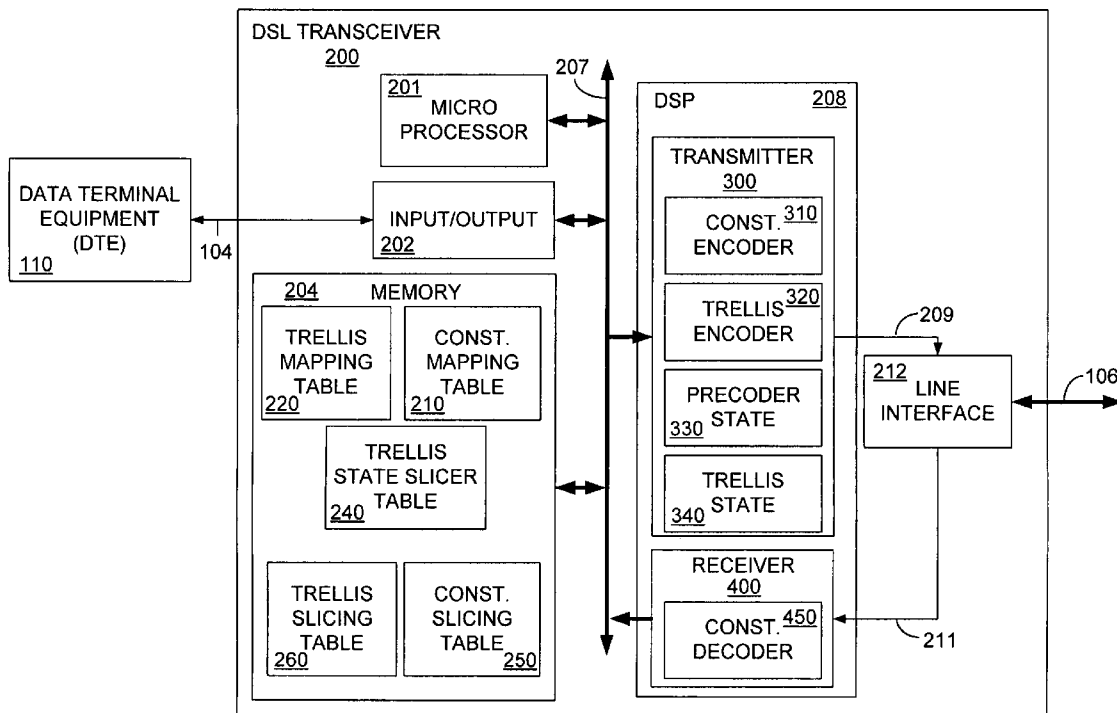 DSL TRANSCEIVER
200
207
201
MICRO
PROCESSOR
DSP
208
DATA TERMINAL
EQUIPMENT
(DTE)
110
104
INPUT/OUTPUT
202
TRANSMITTER
300
CONST.
310
ENCODER
TRELLIS
320
ENCODER
PRECODER
STATE
330
TRELLIS
STATE
340
204
MEMORY
TRELLIS
MAPPING
TABLE
220
CONST.
MAPPING
TABLE
210
TRELLIS
STATE SLICER
TABLE
240
TRELLIS
SLICING
TABLE
260
CONST.
SLICING
TABLE
250
RECEIVER
400
CONST.
450
DECODER
209
212
LINE
INTERFACE
106
211